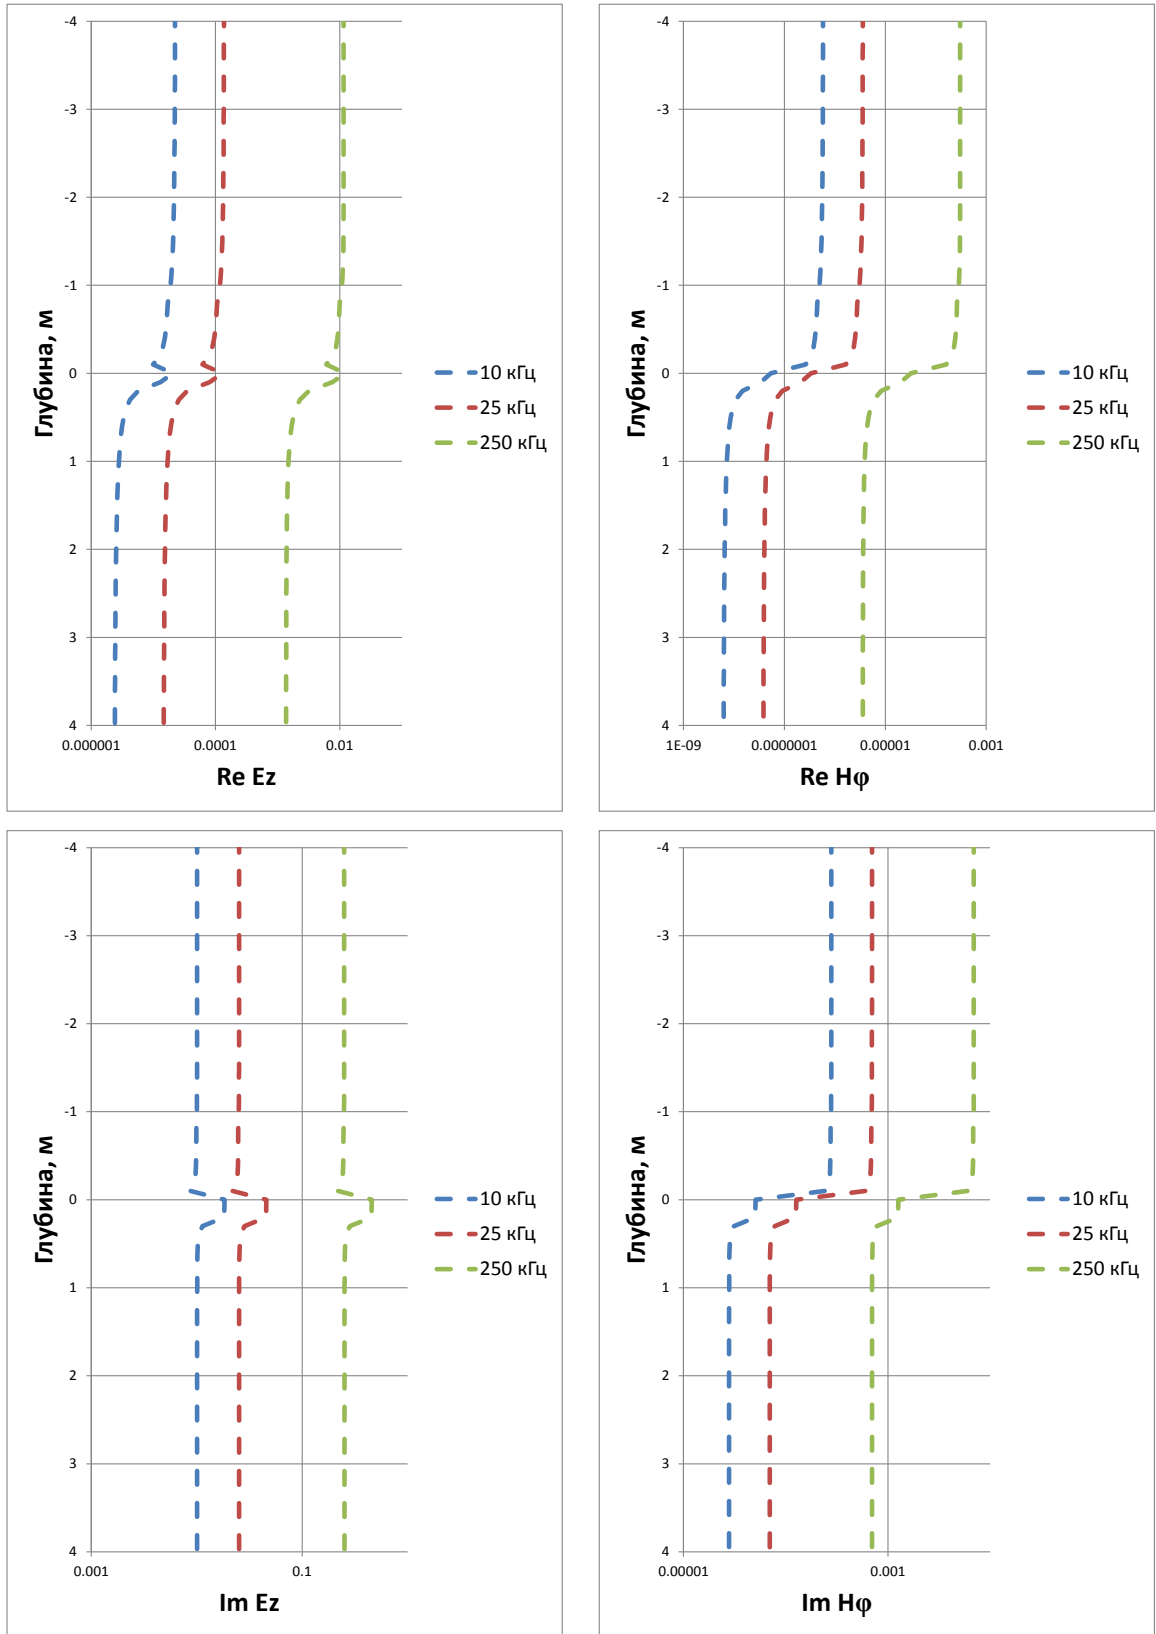 -4
-3
-2
-1
0
1
2
3
4
Глубина, м
0.000001
0.0001
0.01
Re Ez
10 кГц
25 кГц
250 кГц
-4
-3
-2
-1
0
1
2
3
4
Глубина, м
1E-09
0.0000001
0.00001
0.001
Re Hφ
10 кГц
25 кГц
250 кГц
-4
-3
-2
-1
0
1
2
3
4
Глубина, м
0.001
0.1
Im Ez
10 кГц
25 кГц
250 кГц
-4
-3
-2
-1
0
1
2
3
4
Глубина, м
0.00001
0.001
Im Hφ
10 кГц
25 кГц
250 кГц